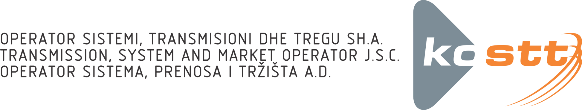 OPERATOR SISTEMI, TRANSMISIONI DHE TREGU SH.A.
TRANSMISSION, SYSTEM AND MARKET OPERATOR J.S.C.
OPERATOR SISTEMA, PRENOSA I TRŽIŠTA A.D.
kostt